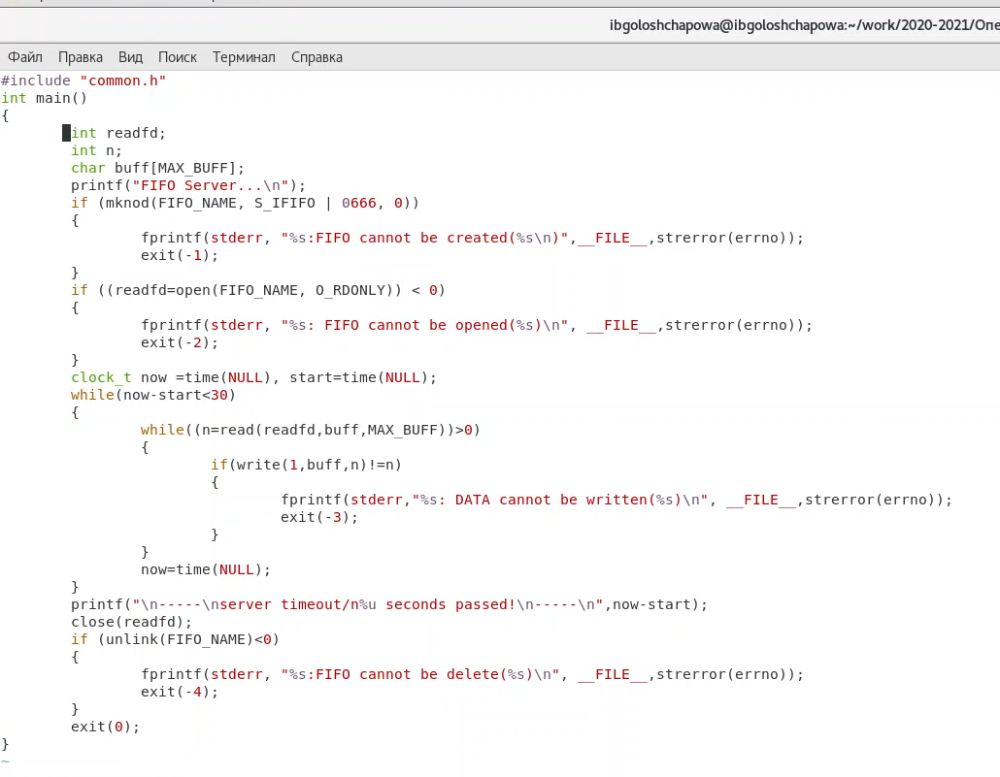 ibgoloshchapowa@ibgoloshchapowa:~/work/2020-2021/Опе
Файл Правка Вид Поиск Терминал Справка
#include "common.h"
int main()
{
        int readfd;
        int n;
        char buff[MAX_BUFF];
        printf("FIFO Server...\n");
        if (mknod(FIFO_NAME, S_IFIFO | 0666, 0))
        {
                fprintf(stderr, "%s:FIFO cannot be created(%s\n)",__FILE__,strerror(errno));
                exit(-1);
        }
        if ((readfd=open(FIFO_NAME, O_RDONLY)) < 0)
        {
                fprintf(stderr, "%s: FIFO cannot be opened(%s)\n", __FILE__,strerror(errno));
                exit(-2);
        }
        clock_t now =time(NULL), start=time(NULL);
        while(now-start<30)
        {
                while((n=read(readfd,buff,MAX_BUFF))>0)
                {
                        if(write(1,buff,n)!=n)
                        {
                                fprintf(stderr,"%s: DATA cannot be written(%s)\n", __FILE__,strerror(errno));
                                exit(-3);
                        }
                }
                now=time(NULL);
        }
        printf("\n-----\nserver timeout/n%u seconds passed!\n-----\n",now-start);
        close(readfd);
        if (unlink(FIFO_NAME)<0)
        {
                fprintf(stderr, "%s:FIFO cannot be delete(%s)\n", __FILE__,strerror(errno));
                exit(-4);
        }
        exit(0);
}
~